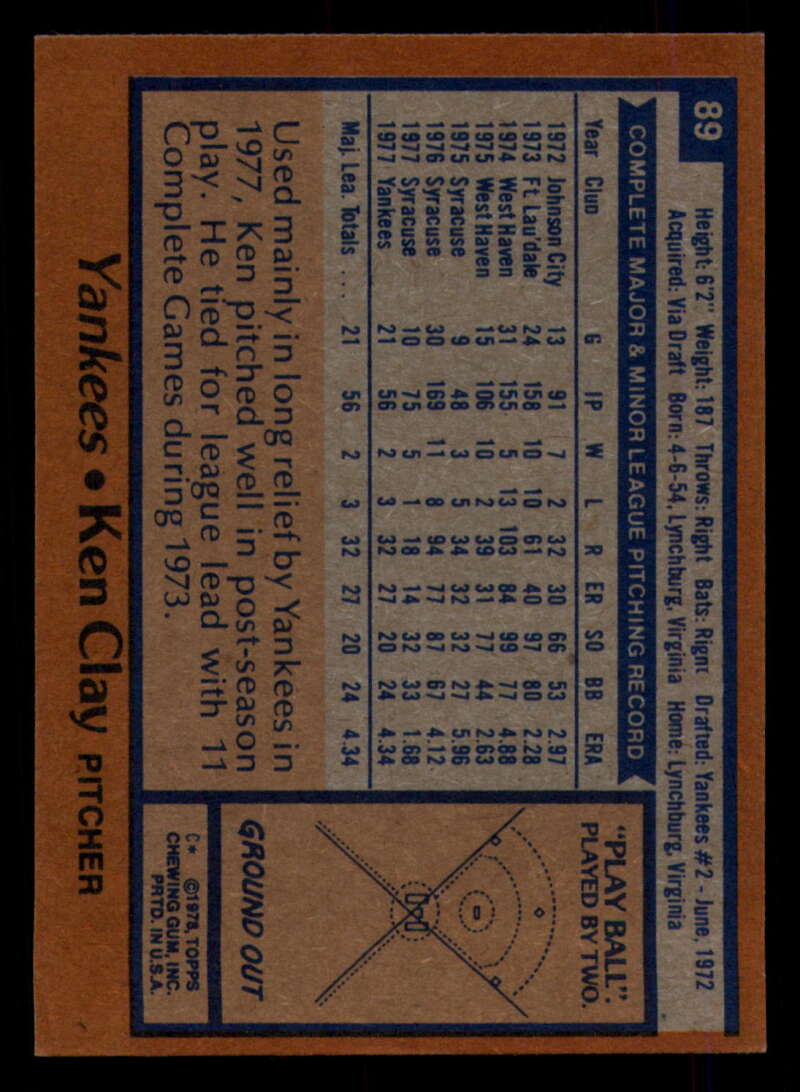 89
Height: 6'2" Weight: 187 Throws: Right Bats: Right Drafted: Yankees #2 - June, 1972
Acquired: Via Draft Born: 4-6-54, Lynchburg, Virginia Home: Lynchburg, Virginia
COMPLETE MAJOR & MINOR LEAGUE PITCHING RECORD
Year Club G IP W L R ER SO BB ERA
1972 Johnson City 13 91 7 2 32 30 66 53 2.97
1973 Ft. Lau'dale 24 158 10 10 61 40 97 80 2.28
1974 West Haven 31 155 5 13 103 84 99 77 4.88
1975 West Haven 15 106 10 2 39 31 77 44 2.63
1975 Syracuse 9 48 3 5 34 32 32 27 5.96
1976 Syracuse 30 169 11 8 94 77 87 67 4.12
1977 Syracuse 10 75 5 1 18 14 32 33 1.68
1977 Yankees 21 56 2 3 32 27 20 24 4.34
Maj. Lea. Totals ... 21 56 2 3 32 27 20 24 4.34
Used mainly in long relief by Yankees in
1977, Ken pitched well in post-season
play. He tied for league lead with 11
Complete Games during 1973.
"PLAY BALL":
PLAYED BY TWO.
GROUND OUT
C* ©1978, TOPPS
CHEWING GUM, INC.
PRTD. IN U.S.A.
Yankees • Ken Clay PITCHER